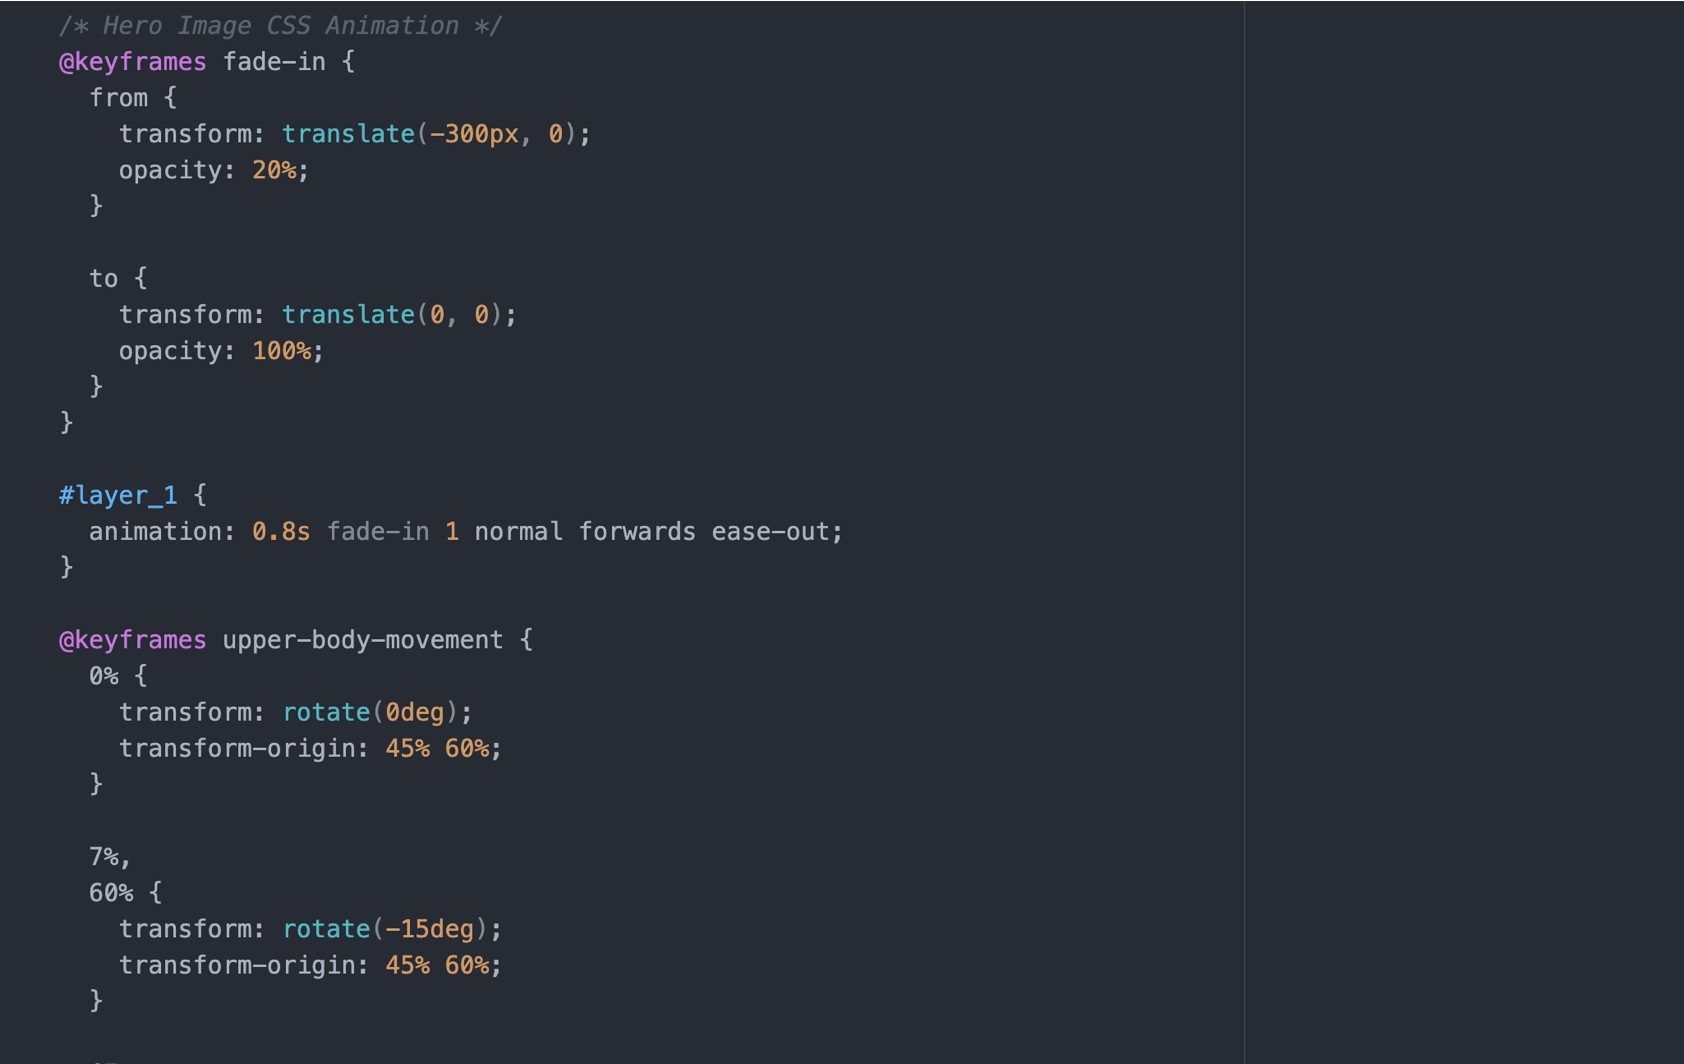 /* Hero Image CSS Animation */
@keyframes fade-in {
  from {
    transform: translate(-300px, 0);
    opacity: 20%;
  }

  to {
    transform: translate(0, 0);
    opacity: 100%;
  }
}

#layer_1 {
  animation: 0.8s fade-in 1 normal forwards ease-out;
}

@keyframes upper-body-movement {
  0% {
    transform: rotate(0deg);
    transform-origin: 45% 60%;
  }

  7%,
  60% {
    transform: rotate(-15deg);
    transform-origin: 45% 60%;
  }